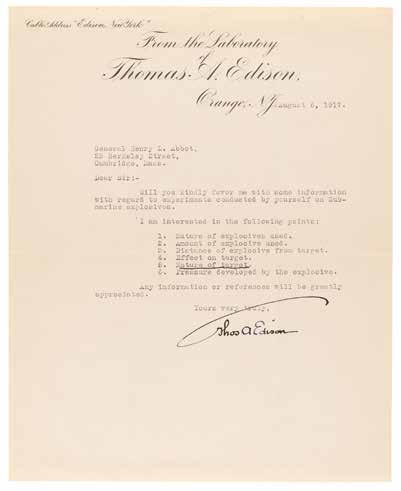 Cable Address "Edison, New York"
From the Laboratory
of
Thomas A. Edison,
Orange, N.J. August 6, 1917.
General Henry L. Abbot,
23 Berkeley Street,
Cambridge, Mass.
Dear Sir:-
Will you kindly favor me with some information
with regard to experiments conducted by yourself on Sub-
marine explosives.
I am interested in the following points:
1. Nature of explosives used.
2. Amount of explosive used.
3. Distance of explosive from target.
4. Effect on target.
5. Nature of target.
6. Pressure developed by the explosive.
Any information or references will be greatly
appreciated.
Yours very truly,
Thos A Edison